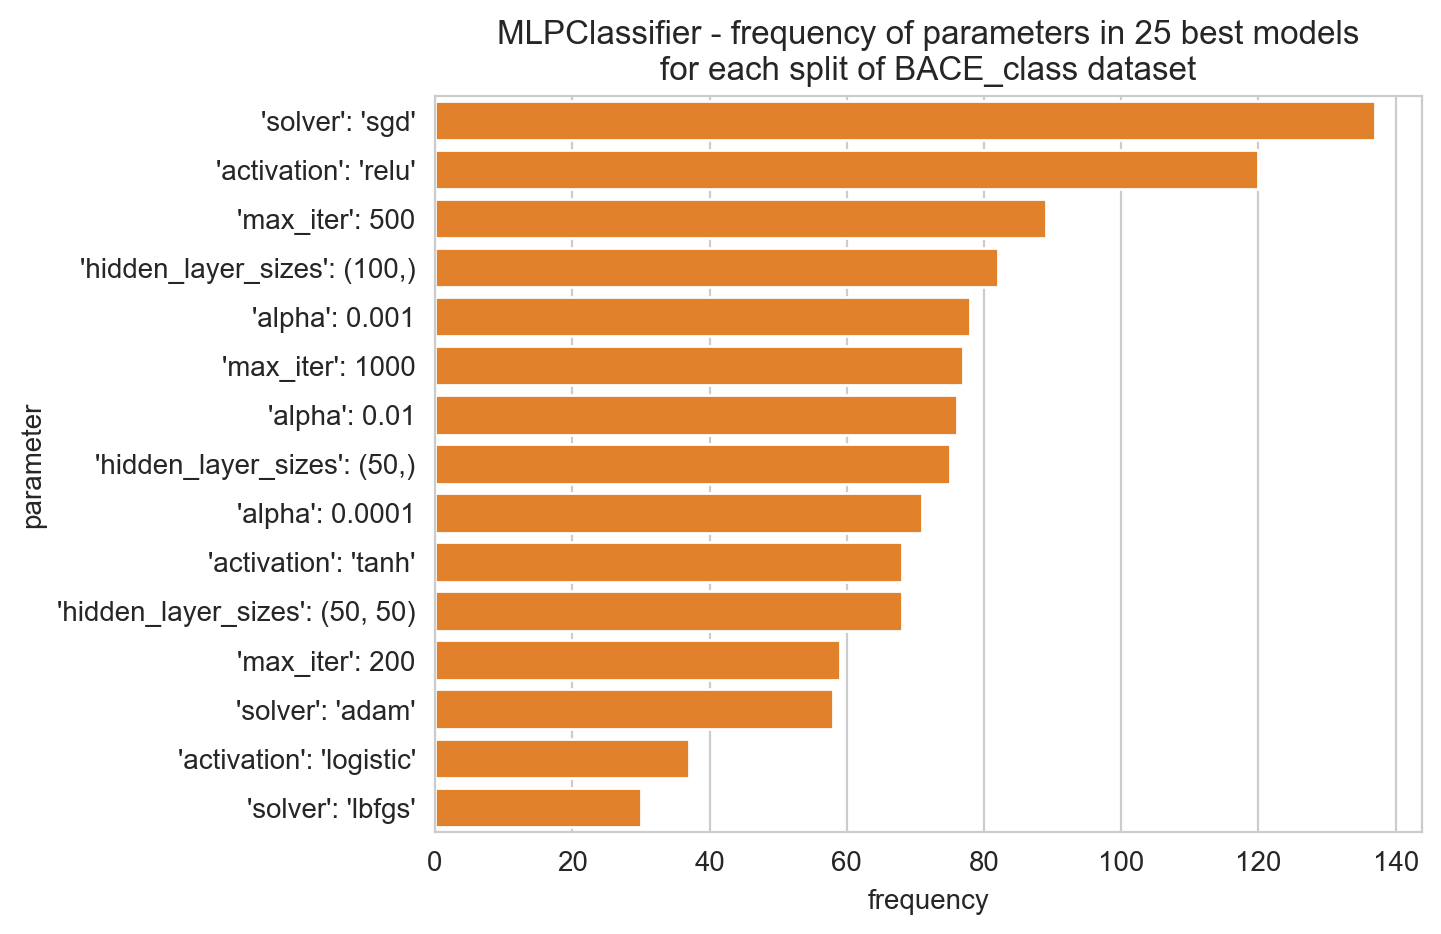 MLPClassifier - frequency of parameters in 25 best models
for each split of BACE_class dataset
parameter
'solver': 'sgd'
'activation': 'relu'
'max_iter': 500
'hidden_layer_sizes': (100,)
'alpha': 0.001
'max_iter': 1000
'alpha': 0.01
'hidden_layer_sizes': (50,)
'alpha': 0.0001
'activation': 'tanh'
'hidden_layer_sizes': (50, 50)
'max_iter': 200
'solver': 'adam'
'activation': 'logistic'
'solver': 'lbfgs'
0 20 40 60 80 100 120 140
frequency